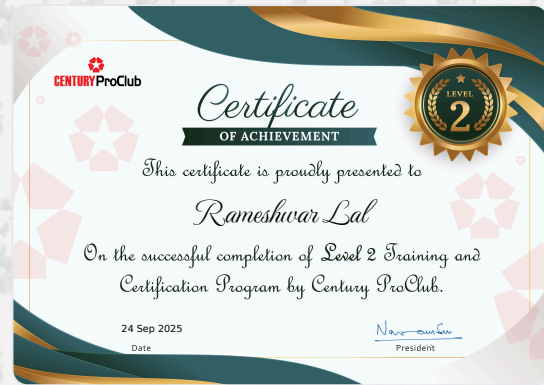 CENTURY ProClub
LEVEL
2
Certificate
OF ACHIEVEMENT
This certificate is proudly presented to
Rameshwar Lal
On the successful completion of Level 2 Training and
Certification Program by Century ProClub.
24 Sep 2025
Date
President